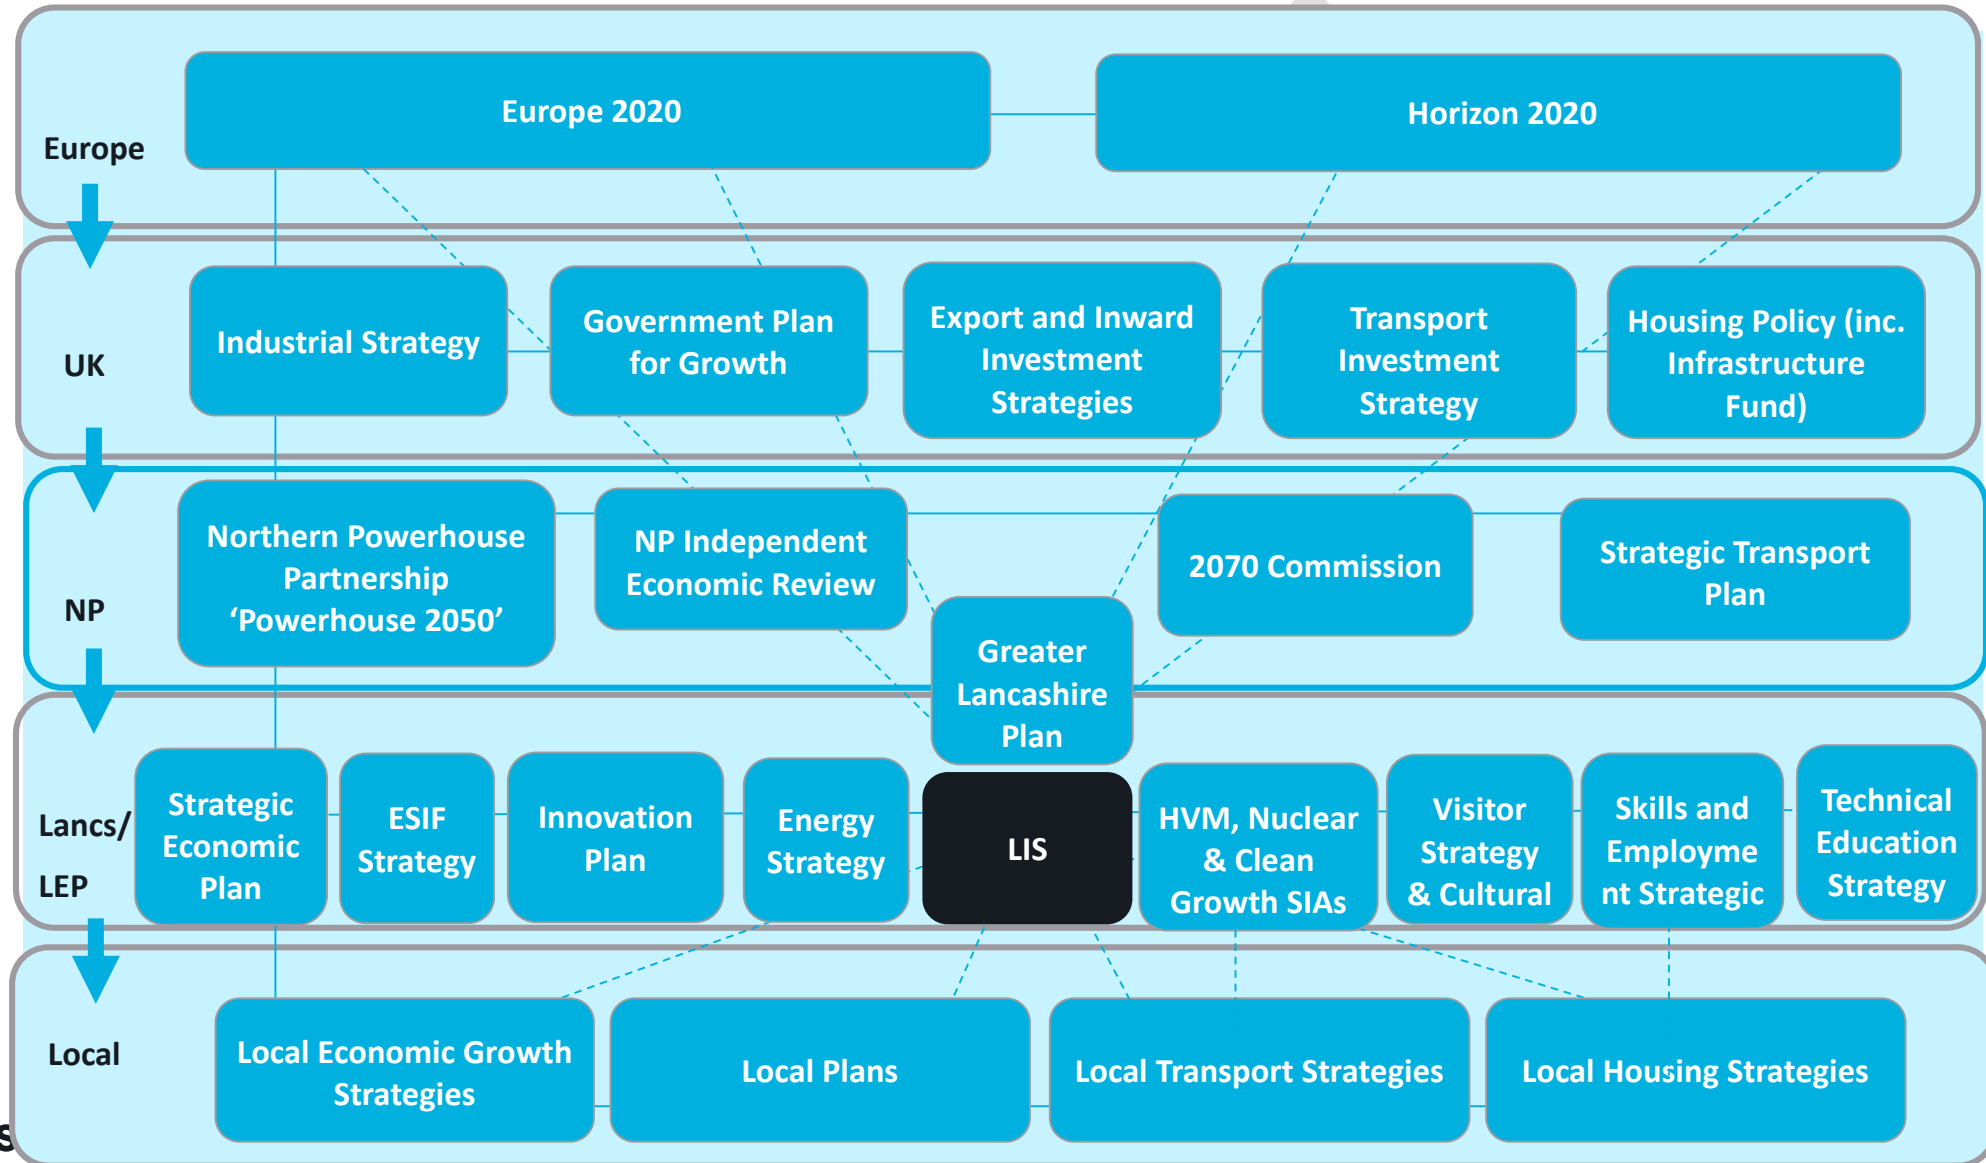 Europe
Europe 2020
Horizon 2020
UK
Industrial Strategy
Government Plan
for Growth
Export and Inward
Investment
Strategies
Transport
Investment
Strategy
Housing Policy (inc.
Infrastructure
Fund)
NP
Northern Powerhouse
Partnership
‘Powerhouse 2050’
NP Independent
Economic Review
2070 Commission
Strategic Transport
Plan
Greater
Lancashire
Plan
Lancs/
LEP
Strategic
Economic
Plan
ESIF
Strategy
Innovation
Plan
Energy
Strategy
LIS
HVM, Nuclear
& Clean
Growth SIAs
Visitor
Strategy
& Cultural
Skills and
Employme
nt Strategic
Technical
Education
Strategy
Local
Local Economic Growth
Strategies
Local Plans
Local Transport Strategies
Local Housing Strategies
s